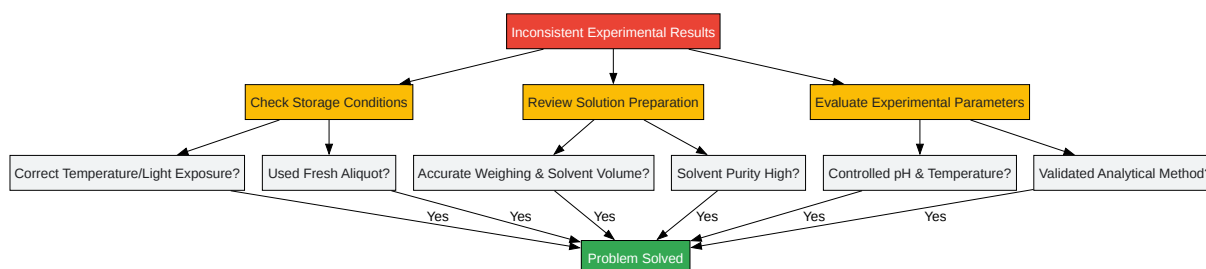 Inconsistent Experimental Results
Check Storage Conditions
Review Solution Preparation
Evaluate Experimental Parameters
Correct Temperature/Light Exposure?
Used Fresh Aliquot?
Accurate Weighing & Solvent Volume?
Solvent Purity High?
Controlled pH & Temperature?
Validated Analytical Method?
Yes
Yes
Yes
Yes
Yes
Yes
Problem Solved